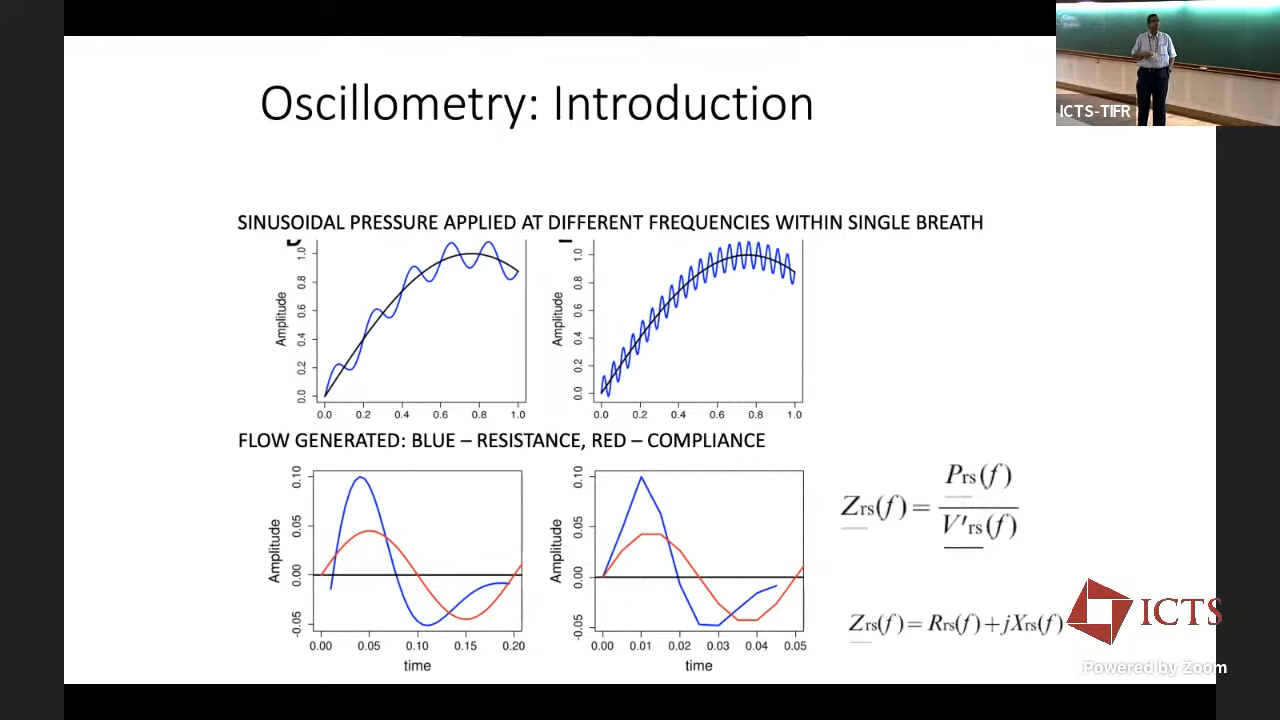 ICTS-TIFR
Oscillometry: Introduction
SINUSOIDAL PRESSURE APPLIED AT DIFFERENT FREQUENCIES WITHIN SINGLE BREATH
Amplitude
0.0 0.2 0.4 0.6 0.8 1.0
0.0 0.2 0.4 0.6 0.8 1.0
Amplitude
0.0 0.2 0.4 0.6 0.8 1.0
0.0 0.2 0.4 0.6 0.8 1.0
FLOW GENERATED: BLUE – RESISTANCE, RED – COMPLIANCE
Amplitude
-0.05 0.00 0.05 0.10
0.00 0.05 0.10 0.15 0.20
time
Amplitude
-0.05 0.00 0.05 0.10
0.00 0.01 0.02 0.03 0.04 0.05
time
Zrs(f) = Prs(f) / V′rs(f)
Zrs(f) = Rrs(f) + jXrs(f)
ICTS
Powered by Zoom